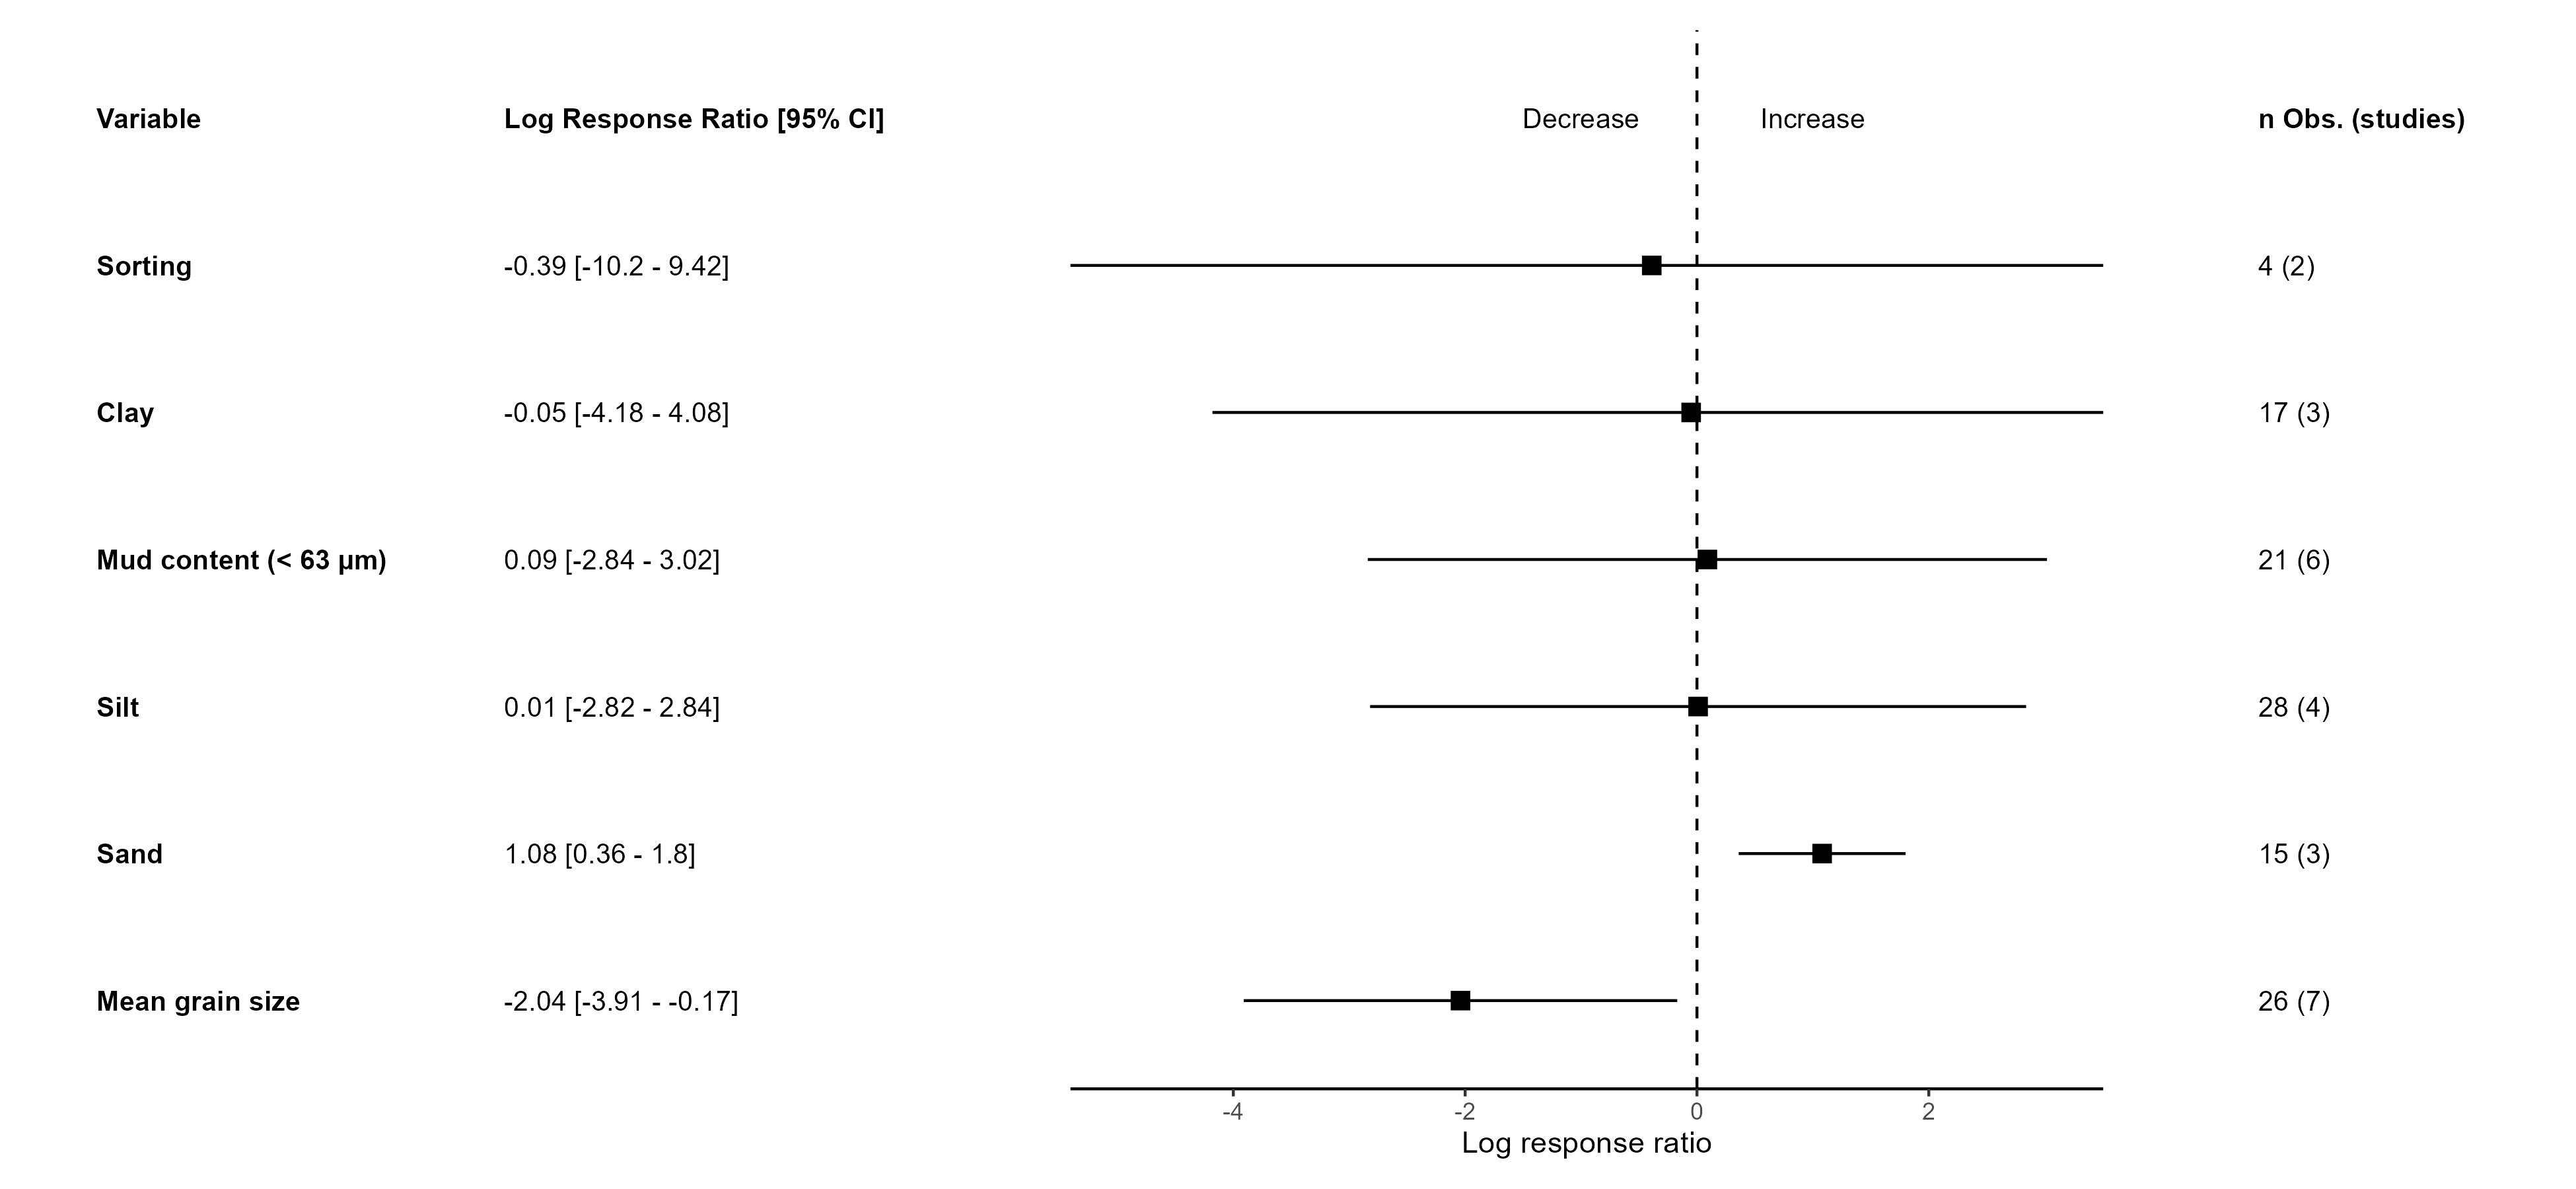 Variable Log Response Ratio [95% CI] Decrease Increase n Obs. (studies)
Sorting -0.39 [-10.2 - 9.42] 4 (2)
Clay -0.05 [-4.18 - 4.08] 17 (3)
Mud content (< 63 µm) 0.09 [-2.84 - 3.02] 21 (6)
Silt 0.01 [-2.82 - 2.84] 28 (4)
Sand 1.08 [0.36 - 1.8] 15 (3)
Mean grain size -2.04 [-3.91 - -0.17] 26 (7)
-4 -2 0 2
Log response ratio